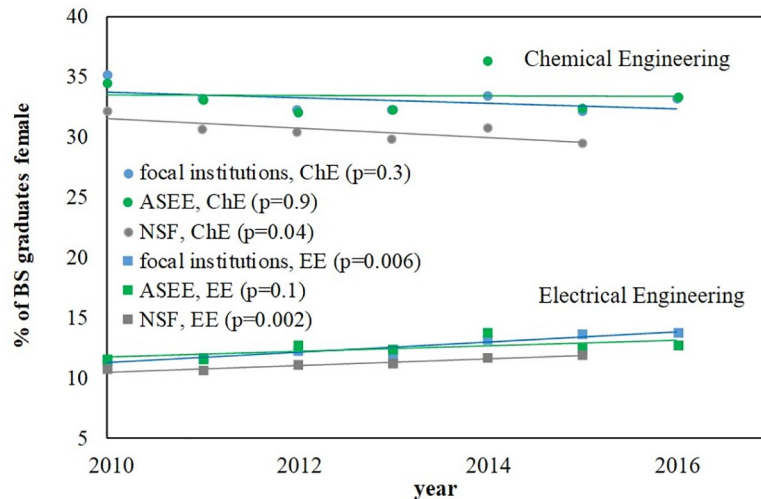 40
35
30
25
20
15
10
5
% of BS graduates female
Chemical Engineering
focal institutions, ChE (p=0.3)
ASEE, ChE (p=0.9)
NSF, ChE (p=0.04)
focal institutions, EE (p=0.006)
ASEE, EE (p=0.1)
NSF, EE (p=0.002)
Electrical Engineering
2010 2012 2014 2016
year